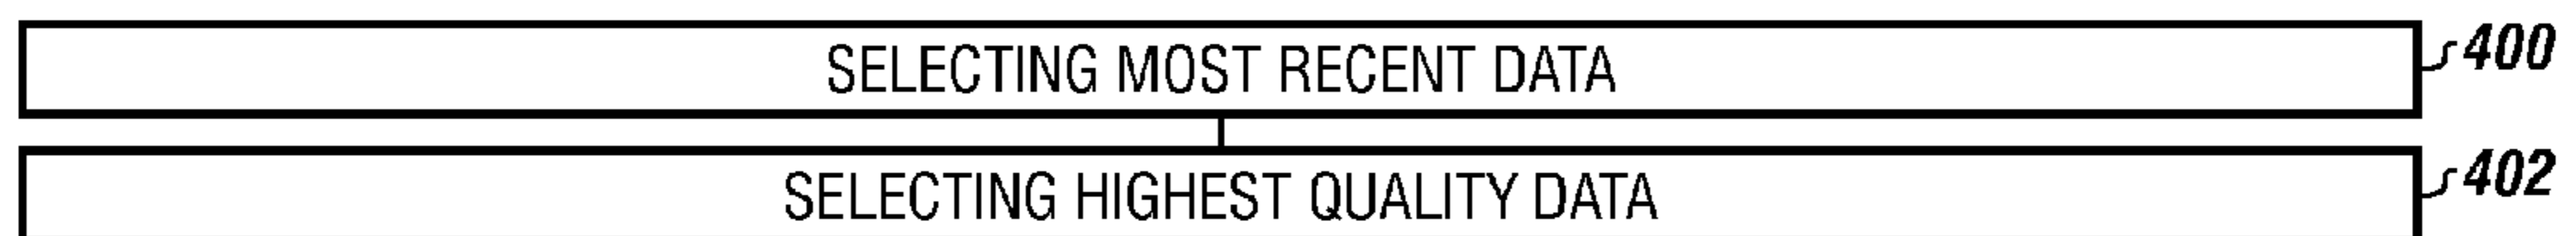 SELECTING MOST RECENT DATA 400
SELECTING HIGHEST QUALITY DATA 402